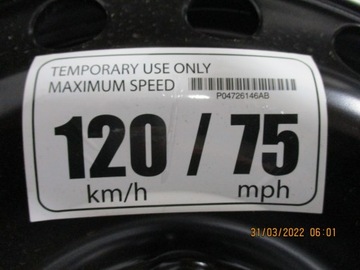 TEMPORARY USE ONLY
MAXIMUM SPEED
P04726146AB
120 / 75
km/h mph
31/03/2022 06:01